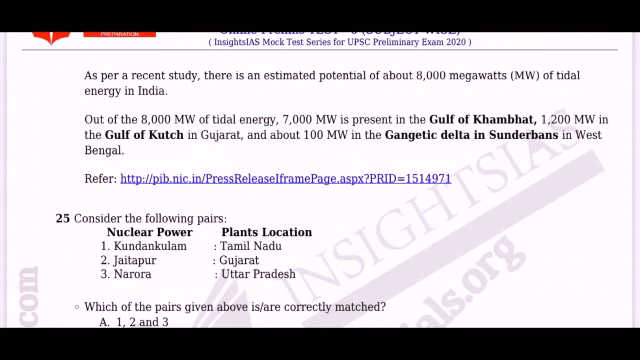 PREPARATION
( InsightsIAS Mock Test Series for UPSC Preliminary Exam 2020 )
As per a recent study, there is an estimated potential of about 8,000 megawatts (MW) of tidal
energy in India.
Out of the 8,000 MW of tidal energy, 7,000 MW is present in the Gulf of Khambhat, 1,200 MW in
the Gulf of Kutch in Gujarat, and about 100 MW in the Gangetic delta in Sunderbans in West
Bengal.
Refer: http://pib.nic.in/PressReleaseIframePage.aspx?PRID=1514971
25 Consider the following pairs:
Nuclear Power Plants Location
1. Kundankulam : Tamil Nadu
2. Jaitapur : Gujarat
3. Narora : Uttar Pradesh
Which of the pairs given above is/are correctly matched?
A. 1, 2 and 3
INSIGHTSIAS
als.org
com